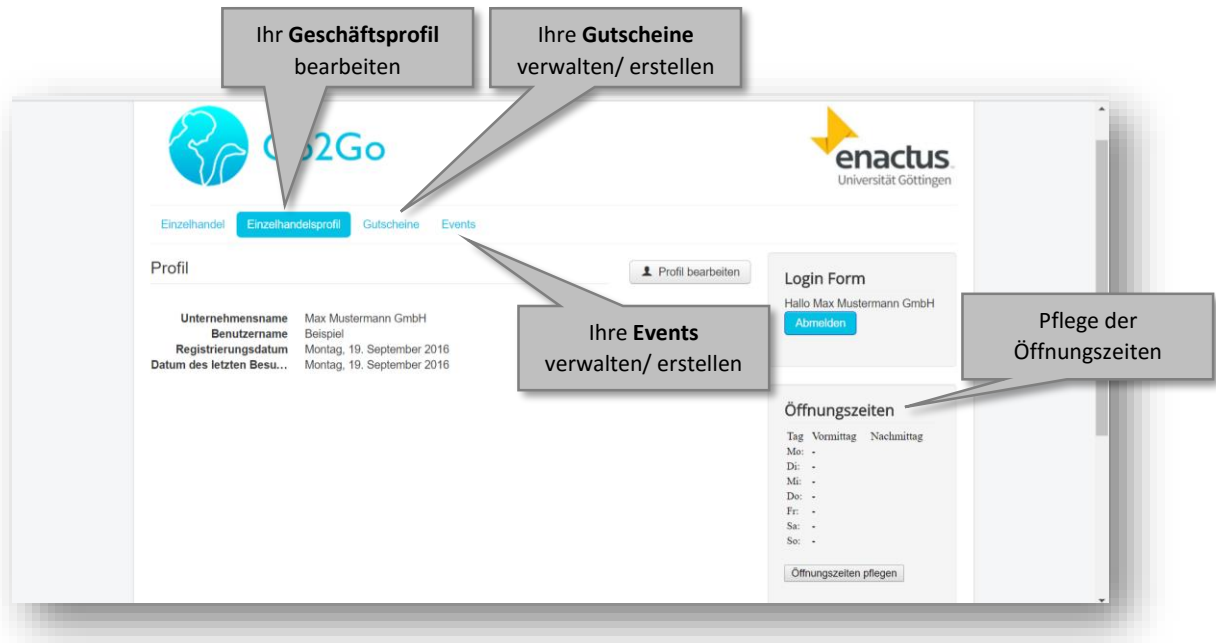 Ihr Geschäftsprofil
bearbeiten
Ihre Gutscheine
verwalten/ erstellen
2Go
enactus
Universität Göttingen
Einzelhandel Einzelhandelsprofil Gutscheine Events
Profil
Profil bearbeiten
Unternehmensname Max Mustermann GmbH
Benutzername Beispiel
Registrierungsdatum Montag, 19. September 2016
Datum des letzten Besu... Montag, 19. September 2016
Ihre Events
verwalten/ erstellen
Login Form
Hallo Max Mustermann GmbH
Abmelden
Pflege der
Öffnungszeiten
Öffnungszeiten
Tag Vormittag Nachmittag
Mo: -
Di: -
Mi: -
Do: -
Fr: -
Sa: -
So: -
Öffnungszeiten pflegen